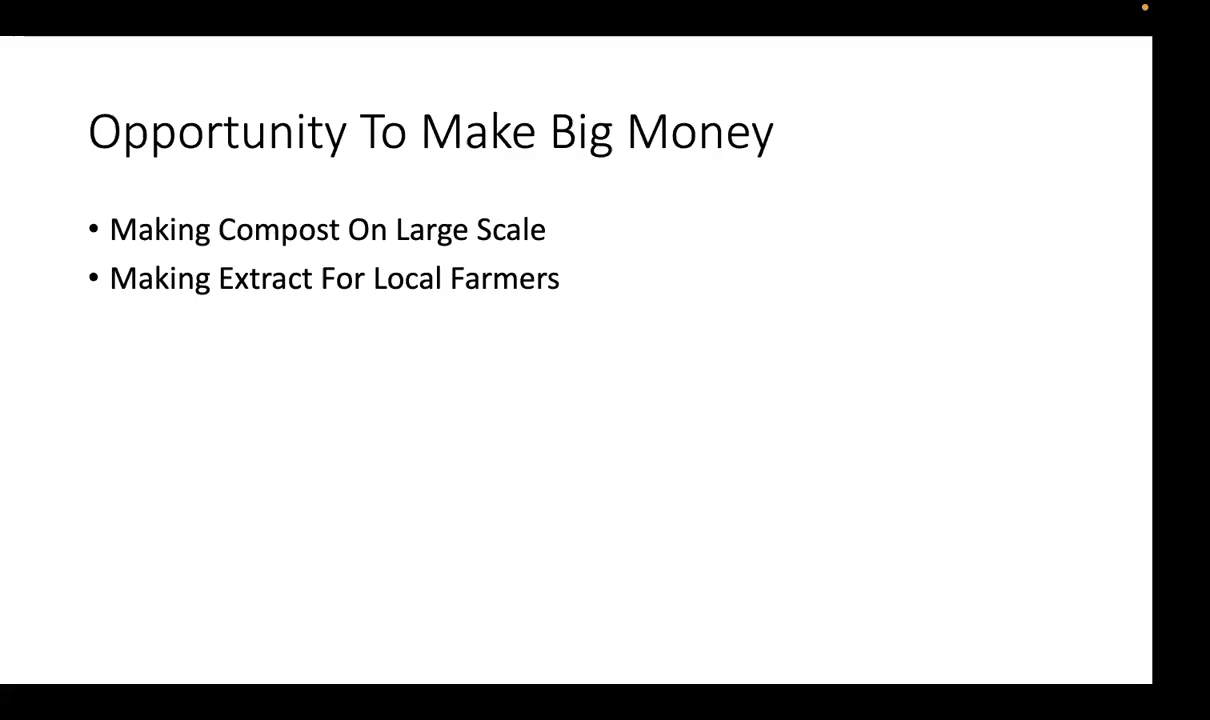 Opportunity To Make Big Money
• Making Compost On Large Scale
• Making Extract For Local Farmers